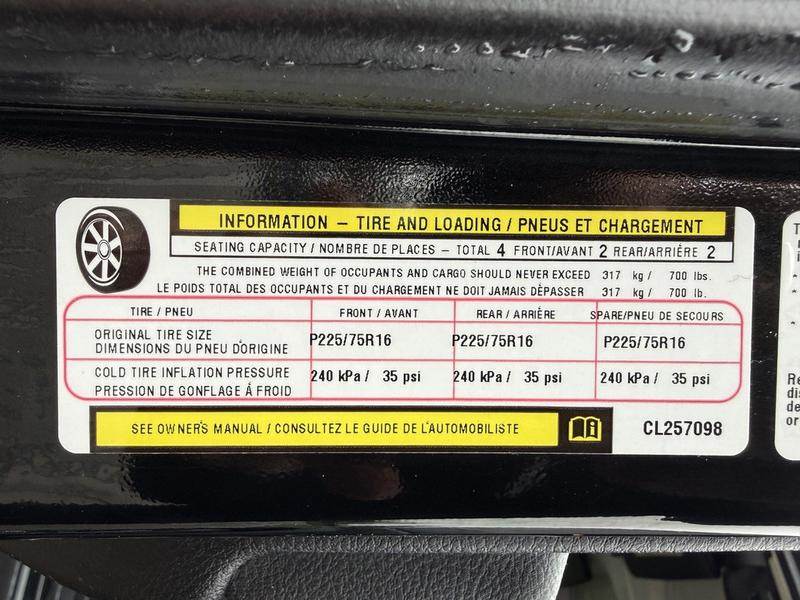 INFORMATION – TIRE AND LOADING / PNEUS ET CHARGEMENT
SEATING CAPACITY / NOMBRE DE PLACES – TOTAL 4 FRONT/AVANT 2 REAR/ARRIÈRE 2
THE COMBINED WEIGHT OF OCCUPANTS AND CARGO SHOULD NEVER EXCEED 317 kg / 700 lbs.
LE POIDS TOTAL DES OCCUPANTS ET DU CHARGEMENT NE DOIT JAMAIS DÉPASSER 317 kg / 700 lb.
TIRE / PNEU FRONT / AVANT REAR / ARRIÈRE SPARE/PNEU DE SECOURS
ORIGINAL TIRE SIZE
DIMENSIONS DU PNEU D'ORIGINE P225/75R16 P225/75R16 P225/75R16
COLD TIRE INFLATION PRESSURE
PRESSION DE GONFLAGE À FROID 240 kPa / 35 psi 240 kPa / 35 psi 240 kPa / 35 psi
SEE OWNER'S MANUAL / CONSULTEZ LE GUIDE DE L'AUTOMOBILISTE CL257098